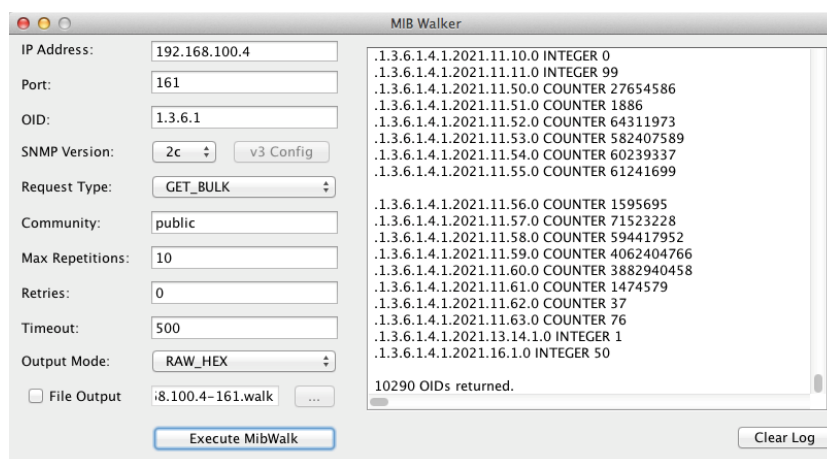 MIB Walker
IP Address: 192.168.100.4
Port: 161
OID: 1.3.6.1
SNMP Version: 2c v3 Config
Request Type: GET_BULK
Community: public
Max Repetitions: 10
Retries: 0
Timeout: 500
Output Mode: RAW_HEX
File Output i8.100.4-161.walk ...
Execute MibWalk
.1.3.6.1.4.1.2021.11.10.0 INTEGER 0
.1.3.6.1.4.1.2021.11.11.0 INTEGER 99
.1.3.6.1.4.1.2021.11.50.0 COUNTER 27654586
.1.3.6.1.4.1.2021.11.51.0 COUNTER 1886
.1.3.6.1.4.1.2021.11.52.0 COUNTER 64311973
.1.3.6.1.4.1.2021.11.53.0 COUNTER 582407589
.1.3.6.1.4.1.2021.11.54.0 COUNTER 60239337
.1.3.6.1.4.1.2021.11.55.0 COUNTER 61241699
.1.3.6.1.4.1.2021.11.56.0 COUNTER 1595695
.1.3.6.1.4.1.2021.11.57.0 COUNTER 71523228
.1.3.6.1.4.1.2021.11.58.0 COUNTER 594417952
.1.3.6.1.4.1.2021.11.59.0 COUNTER 4062404766
.1.3.6.1.4.1.2021.11.60.0 COUNTER 3882940458
.1.3.6.1.4.1.2021.11.61.0 COUNTER 1474579
.1.3.6.1.4.1.2021.11.62.0 COUNTER 37
.1.3.6.1.4.1.2021.11.63.0 COUNTER 76
.1.3.6.1.4.1.2021.13.14.1.0 INTEGER 1
.1.3.6.1.4.1.2021.16.1.0 INTEGER 50
10290 OIDs returned.
Clear Log